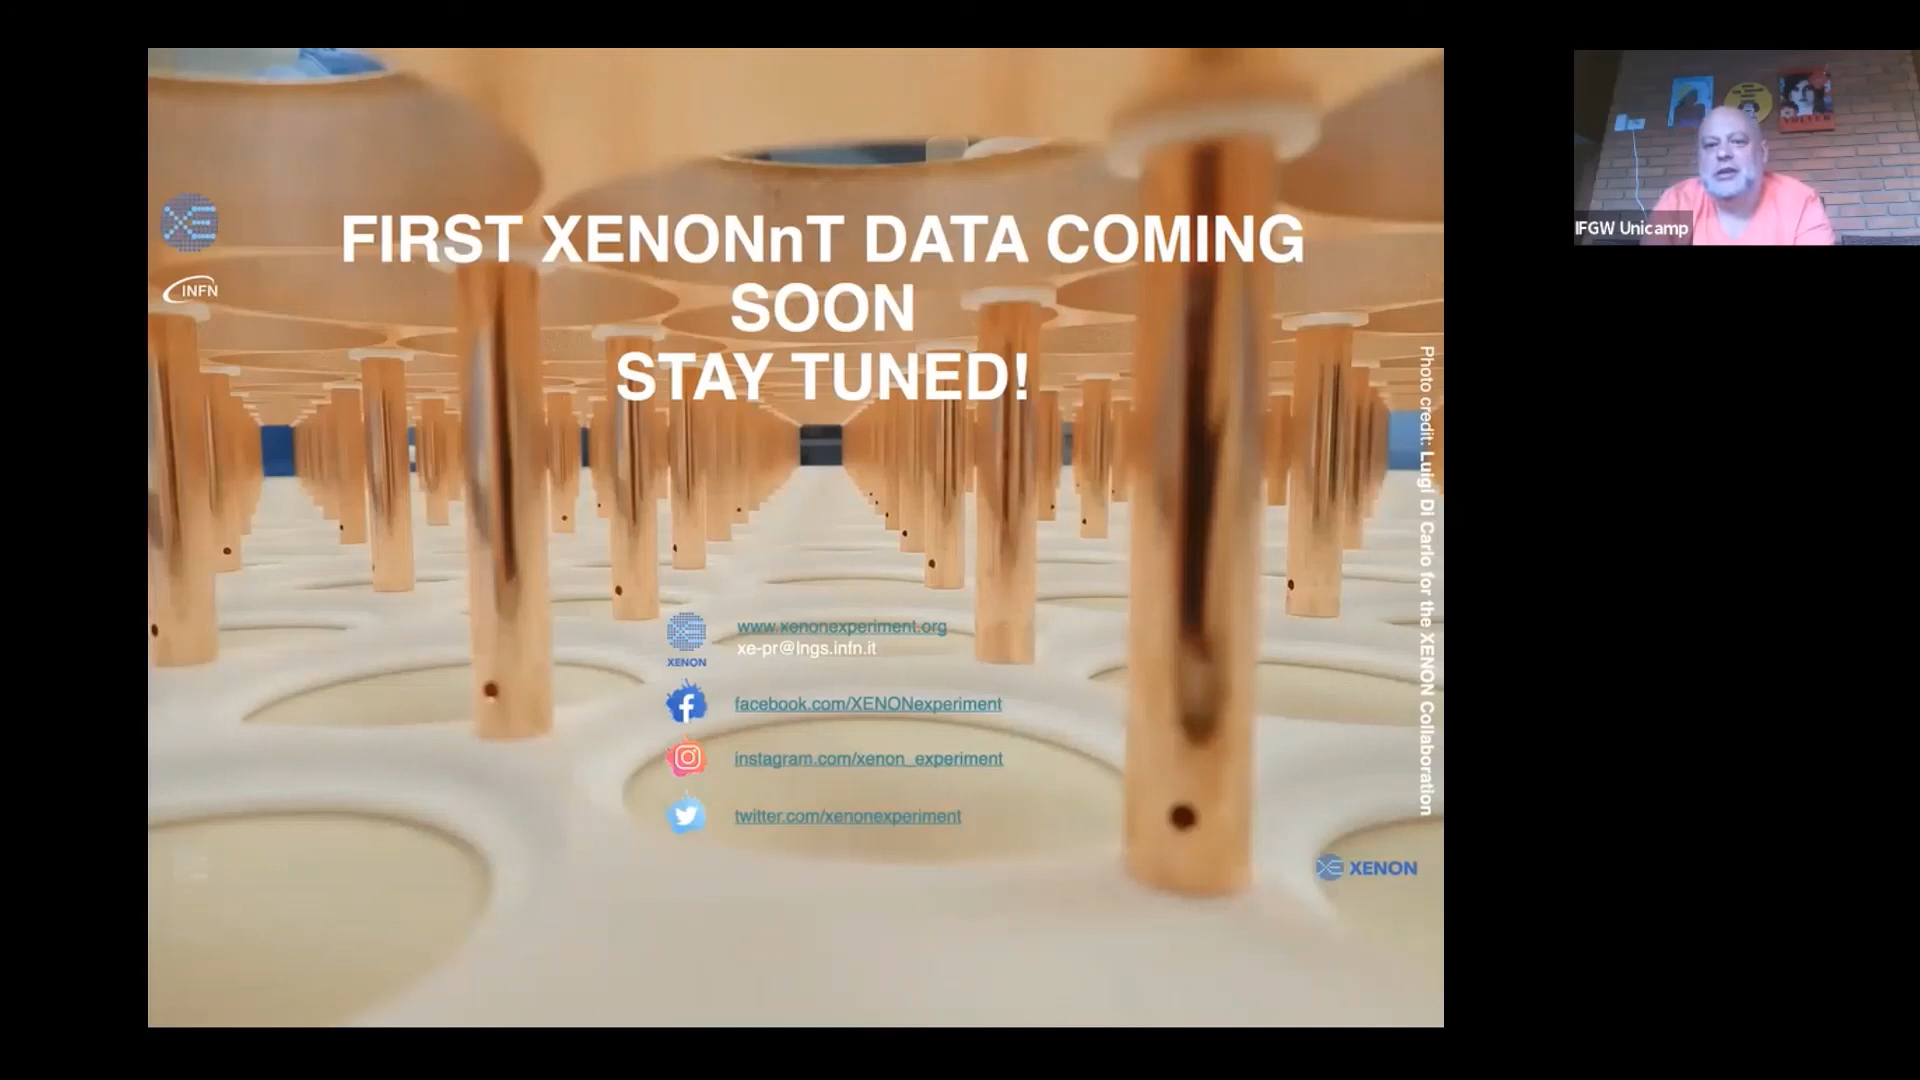 INFN
FIRST XENONnT DATA COMING
SOON
STAY TUNED!
XENON
www.xenonexperiment.org
xe-pr@lngs.infn.it
facebook.com/XENONexperiment
instagram.com/xenon_experiment
twitter.com/xenonexperiment
Photo credit: Luigi Di Carlo for the XENON Collaboration
XENON
IFGW Unicamp